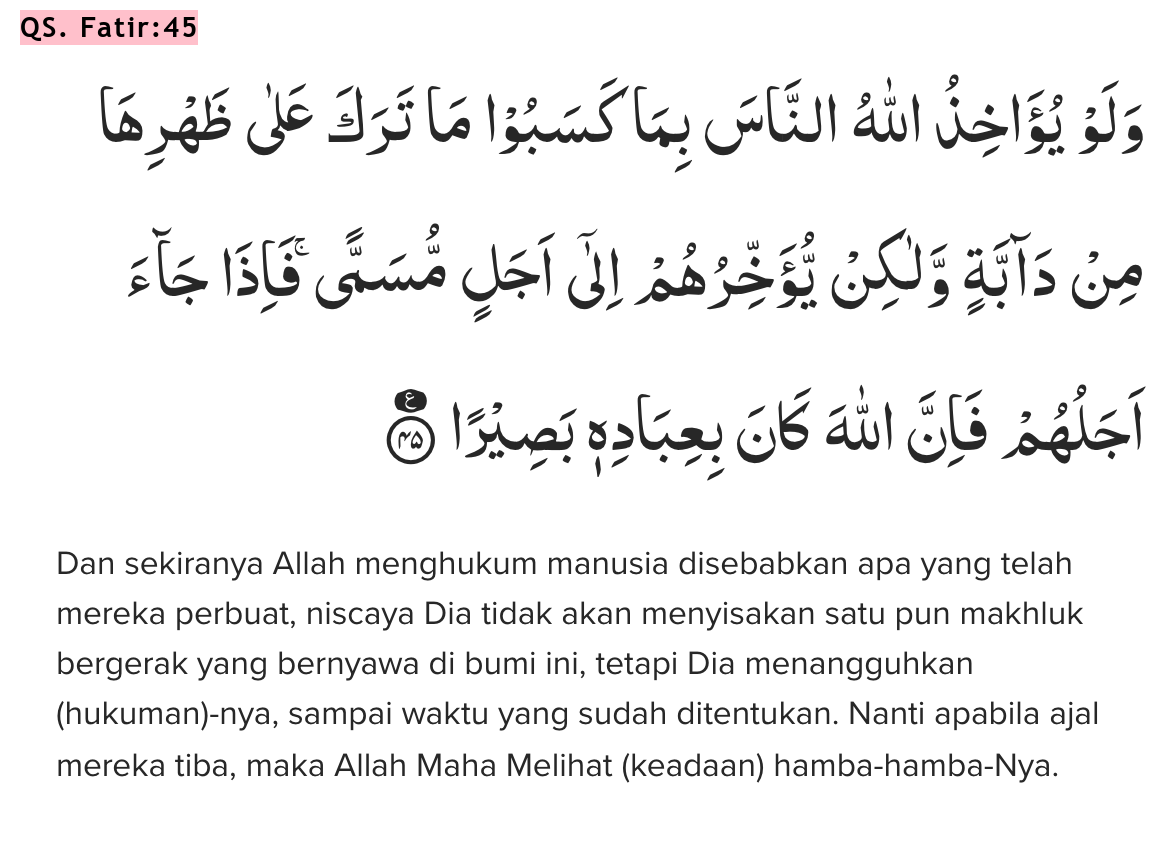 QS. Fatir:45
وَلَوْ يُؤَاخِذُ اللّٰهُ النَّاسَ بِمَا كَسَبُوْا مَا تَرَكَ عَلٰى ظَهْرِهَا
مِنْ دَاۤبَّةٍ وَّلٰكِنْ يُّؤَخِّرُهُمْ اِلٰٓى اَجَلٍ مُّسَمًّىۚ فَاِذَا جَاۤءَ
اَجَلُهُمْ فَاِنَّ اللّٰهَ كَانَ بِعِبَادِهٖ بَصِيْرًا ࣖ ۝٤٥
Dan sekiranya Allah menghukum manusia disebabkan apa yang telah
mereka perbuat, niscaya Dia tidak akan menyisakan satu pun makhluk
bergerak yang bernyawa di bumi ini, tetapi Dia menangguhkan
(hukuman)-nya, sampai waktu yang sudah ditentukan. Nanti apabila ajal
mereka tiba, maka Allah Maha Melihat (keadaan) hamba-hamba-Nya.